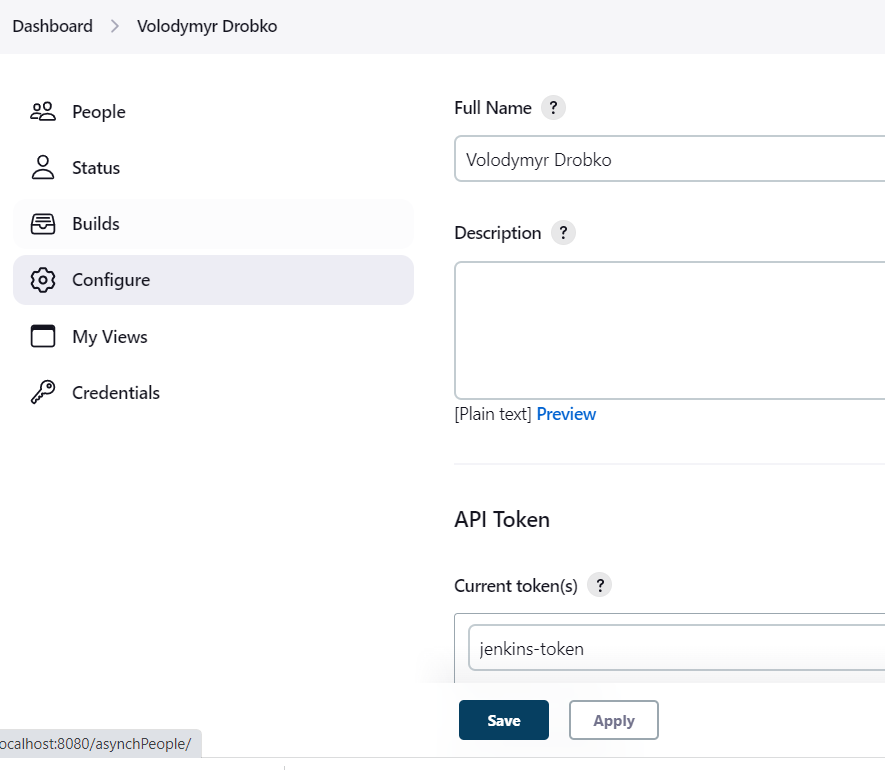 Dashboard > Volodymyr Drobko
People
Status
Builds
Configure
My Views
Credentials
Full Name ?
Volodymyr Drobko
Description ?
[Plain text] Preview
API Token
Current token(s) ?
jenkins-token
Save Apply
ocalhost:8080/asynchPeople/